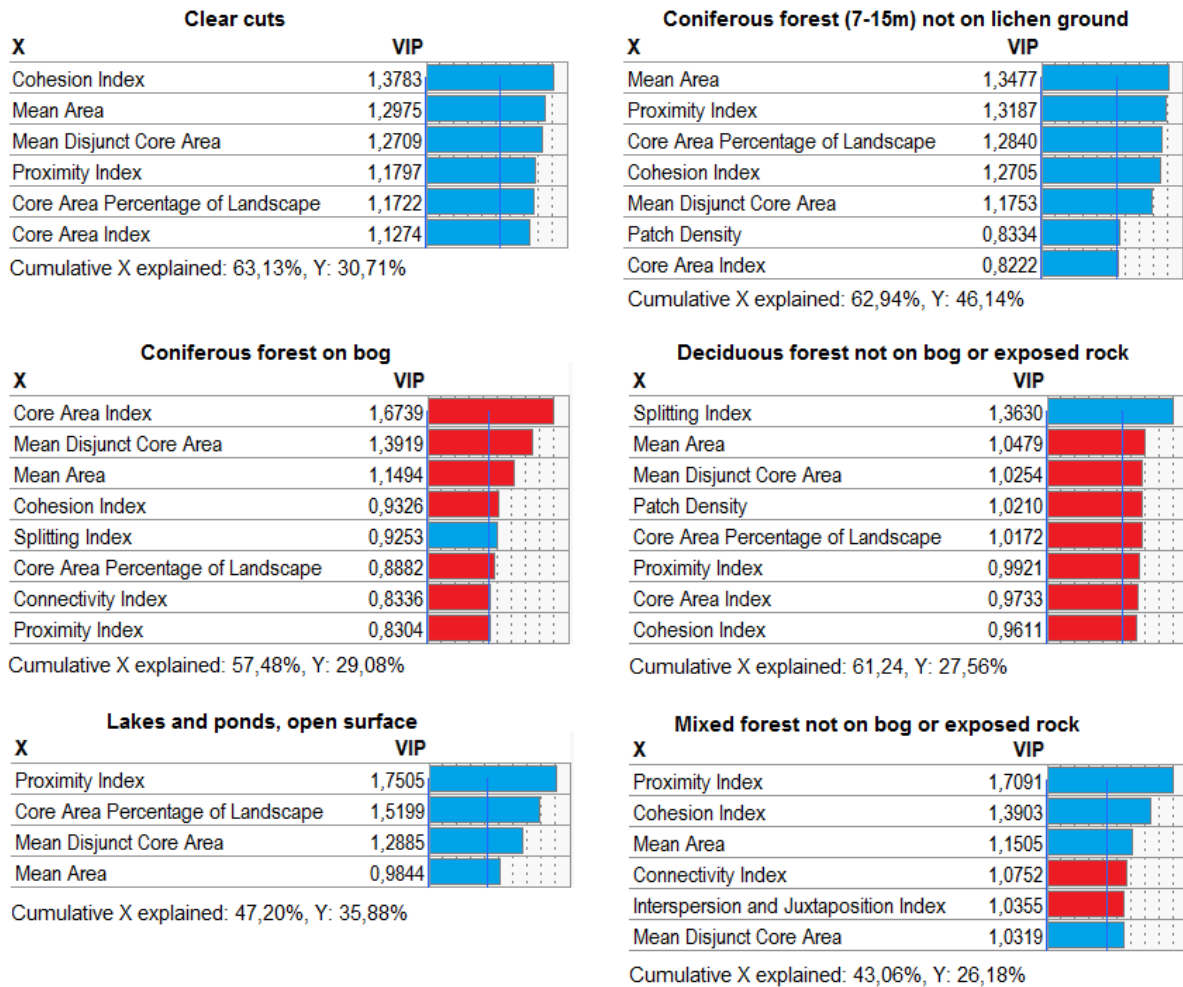 Clear cuts
X VIP
Cohesion Index 1,3783
Mean Area 1,2975
Mean Disjunct Core Area 1,2709
Proximity Index 1,1797
Core Area Percentage of Landscape 1,1722
Core Area Index 1,1274
Cumulative X explained: 63,13%, Y: 30,71%
Coniferous forest (7-15m) not on lichen ground
X VIP
Mean Area 1,3477
Proximity Index 1,3187
Core Area Percentage of Landscape 1,2840
Cohesion Index 1,2705
Mean Disjunct Core Area 1,1753
Patch Density 0,8334
Core Area Index 0,8222
Cumulative X explained: 62,94%, Y: 46,14%
Coniferous forest on bog
X VIP
Core Area Index 1,6739
Mean Disjunct Core Area 1,3919
Mean Area 1,1494
Cohesion Index 0,9326
Splitting Index 0,9253
Core Area Percentage of Landscape 0,8882
Connectivity Index 0,8336
Proximity Index 0,8304
Cumulative X explained: 57,48%, Y: 29,08%
Deciduous forest not on bog or exposed rock
X VIP
Splitting Index 1,3630
Mean Area 1,0479
Mean Disjunct Core Area 1,0254
Patch Density 1,0210
Core Area Percentage of Landscape 1,0172
Proximity Index 0,9921
Core Area Index 0,9733
Cohesion Index 0,9611
Cumulative X explained: 61,24, Y: 27,56%
Lakes and ponds, open surface
X VIP
Proximity Index 1,7505
Core Area Percentage of Landscape 1,5199
Mean Disjunct Core Area 1,2885
Mean Area 0,9844
Cumulative X explained: 47,20%, Y: 35,88%
Mixed forest not on bog or exposed rock
X VIP
Proximity Index 1,7091
Cohesion Index 1,3903
Mean Area 1,1505
Connectivity Index 1,0752
Interspersion and Juxtaposition Index 1,0355
Mean Disjunct Core Area 1,0319
Cumulative X explained: 43,06%, Y: 26,18%